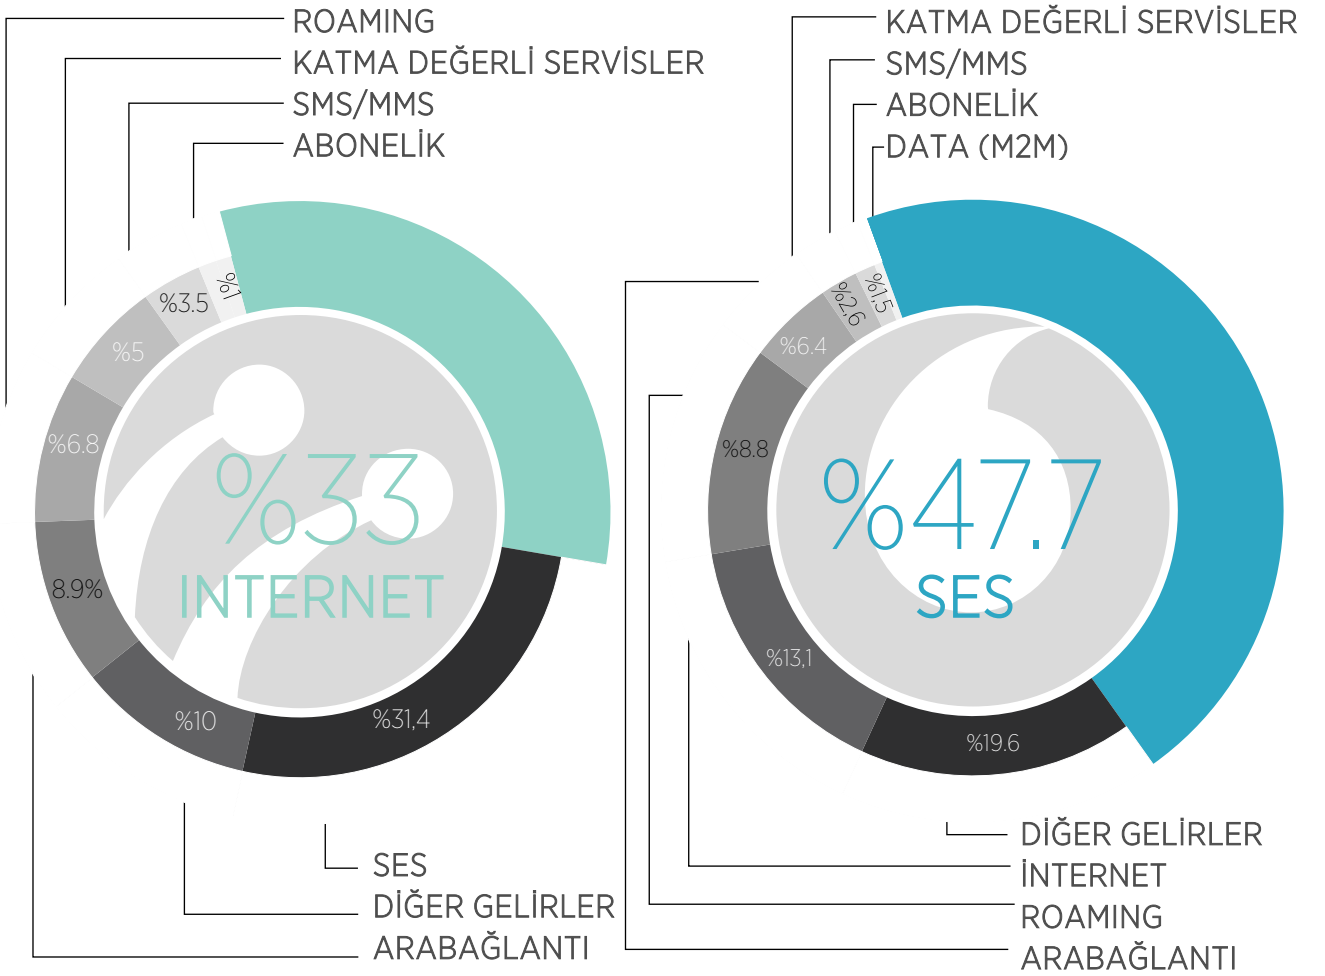 ROAMING
KATMA DEĞERLİ SERVİSLER
SMS/MMS
ABONELİK
%1
%3.5
%5
%6.8
8.9%
%10
%31,4
%33
INTERNET
SES
DİĞER GELİRLER
ARABAĞLANTI
KATMA DEĞERLİ SERVİSLER
SMS/MMS
ABONELİK
DATA (M2M)
%1,5
%2,6
%6.4
%8.8
%13,1
%19.6
%47.7
SES
DİĞER GELİRLER
İNTERNET
ROAMING
ARABAĞLANTI